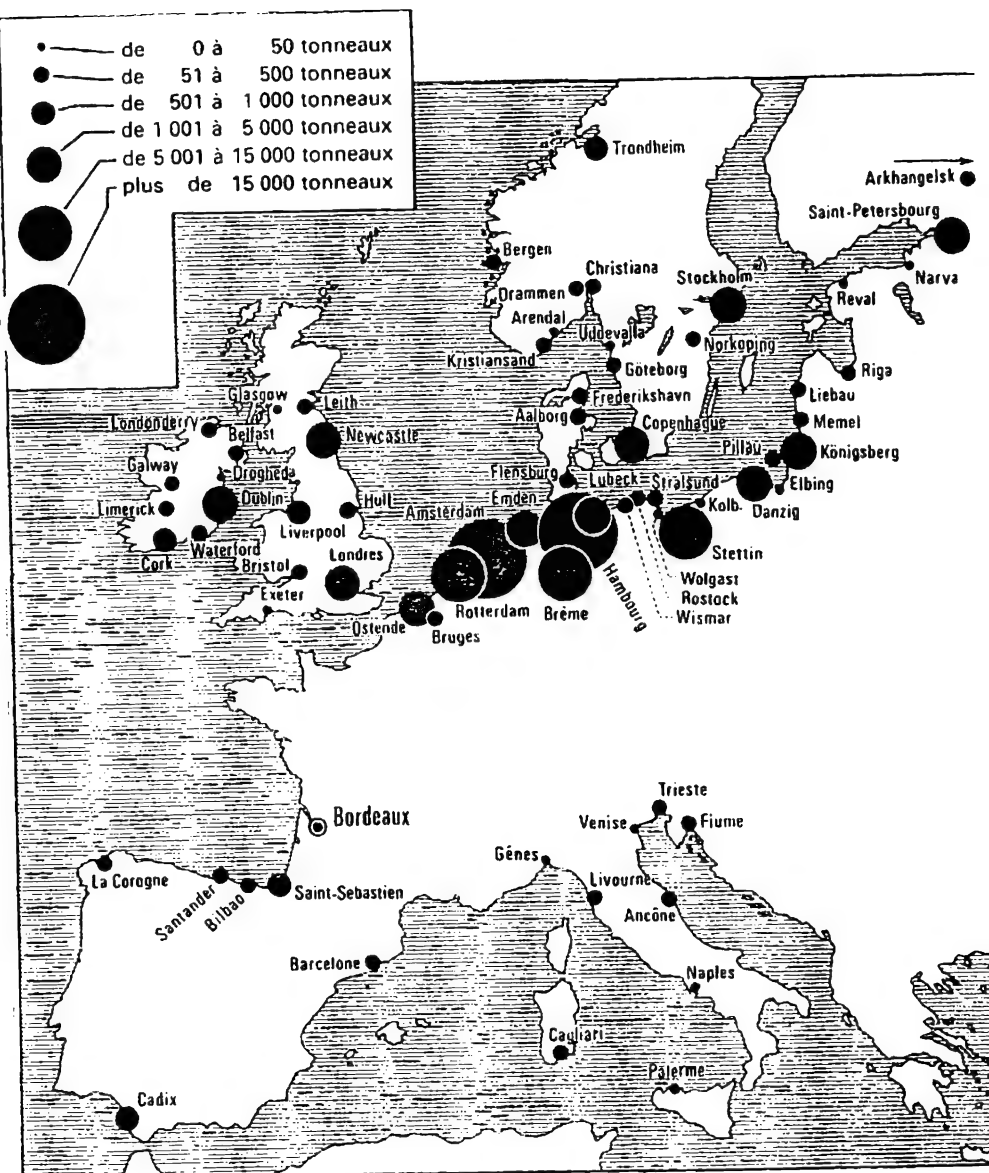 de 0 à 50 tonneaux
de 51 à 500 tonneaux
de 501 à 1 000 tonneaux
de 1 001 à 5 000 tonneaux
de 5 001 à 15 000 tonneaux
plus de 15 000 tonneaux
Trondheim
Arkhangelsk
Saint-Petersbourg
Bergen
Christiana
Stockholm
Narva
Drammen
Reval
Arendal
Uddevalla
Norkoping
Kristiansand
Göteborg
Riga
Glasgow
Leith
Frederikshavn
Liebau
Londonderry
Aalborg
Memel
Belfast
Newcastle
Copenhague
Königsberg
Galway
Drogheda
Flensburg
Lubeck
Stralsund
Pillau
Elbing
Limerick
Dublin
Hull
Emden
Kolb.
Danzig
Amsterdam
Liverpool
Waterford
Cork
Stettin
Bristol
Londres
Hambourg
Wolgast
Exeter
Rotterdam
Brême
Rostock
Ostende
Bruges
Wismar
Bordeaux
Trieste
Venise
Fiume
Gênes
La Corogne
Santander
Bilbao
Saint-Sebastien
Livourne
Ancône
Barcelone
Naples
Cagliari
Palerme
Cadix